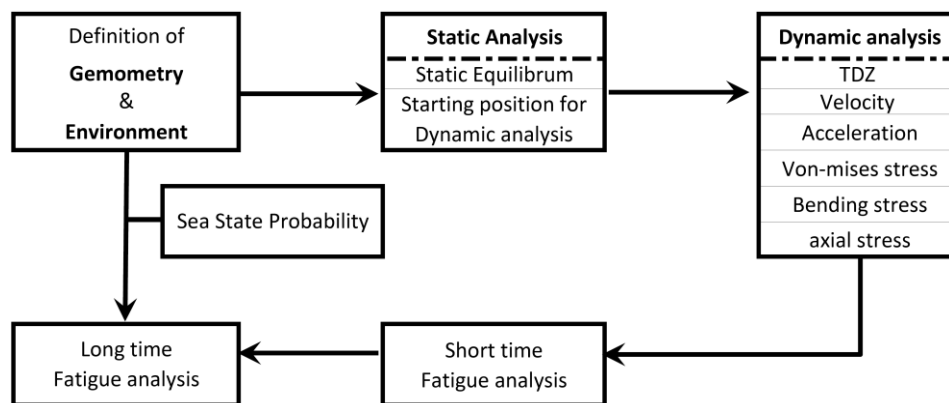 Definition of
Gemometry
&
Environment
Static Analysis
Static Equilibrum
Starting position for
Dynamic analysis
Dynamic analysis
TDZ
Velocity
Acceleration
Von-mises stress
Bending stress
axial stress
Sea State Probability
Long time
Fatigue analysis
Short time
Fatigue analysis